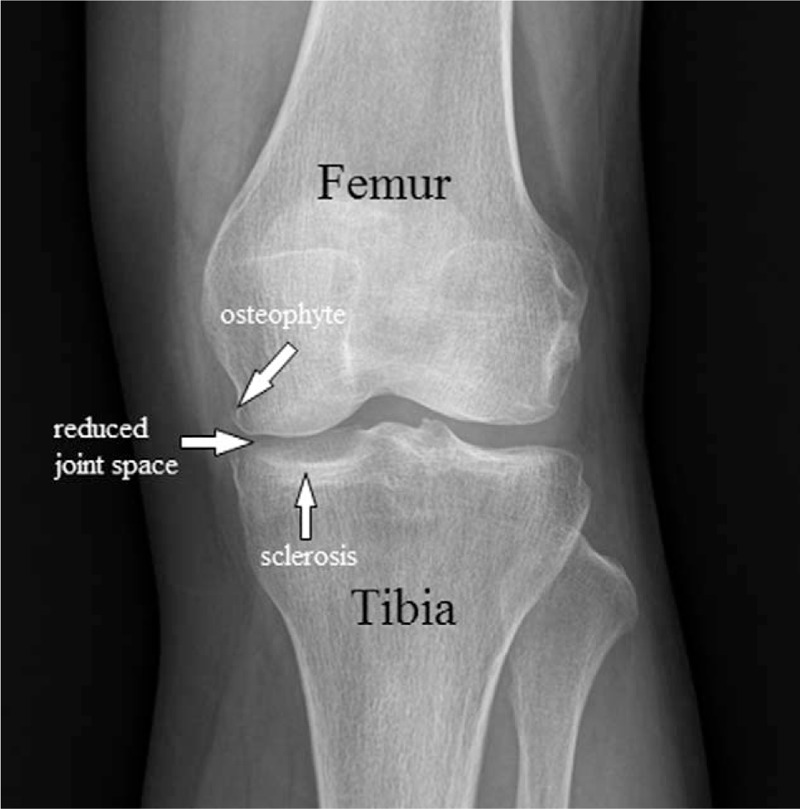 Femur
osteophyte
reduced
joint space
sclerosis
Tibia